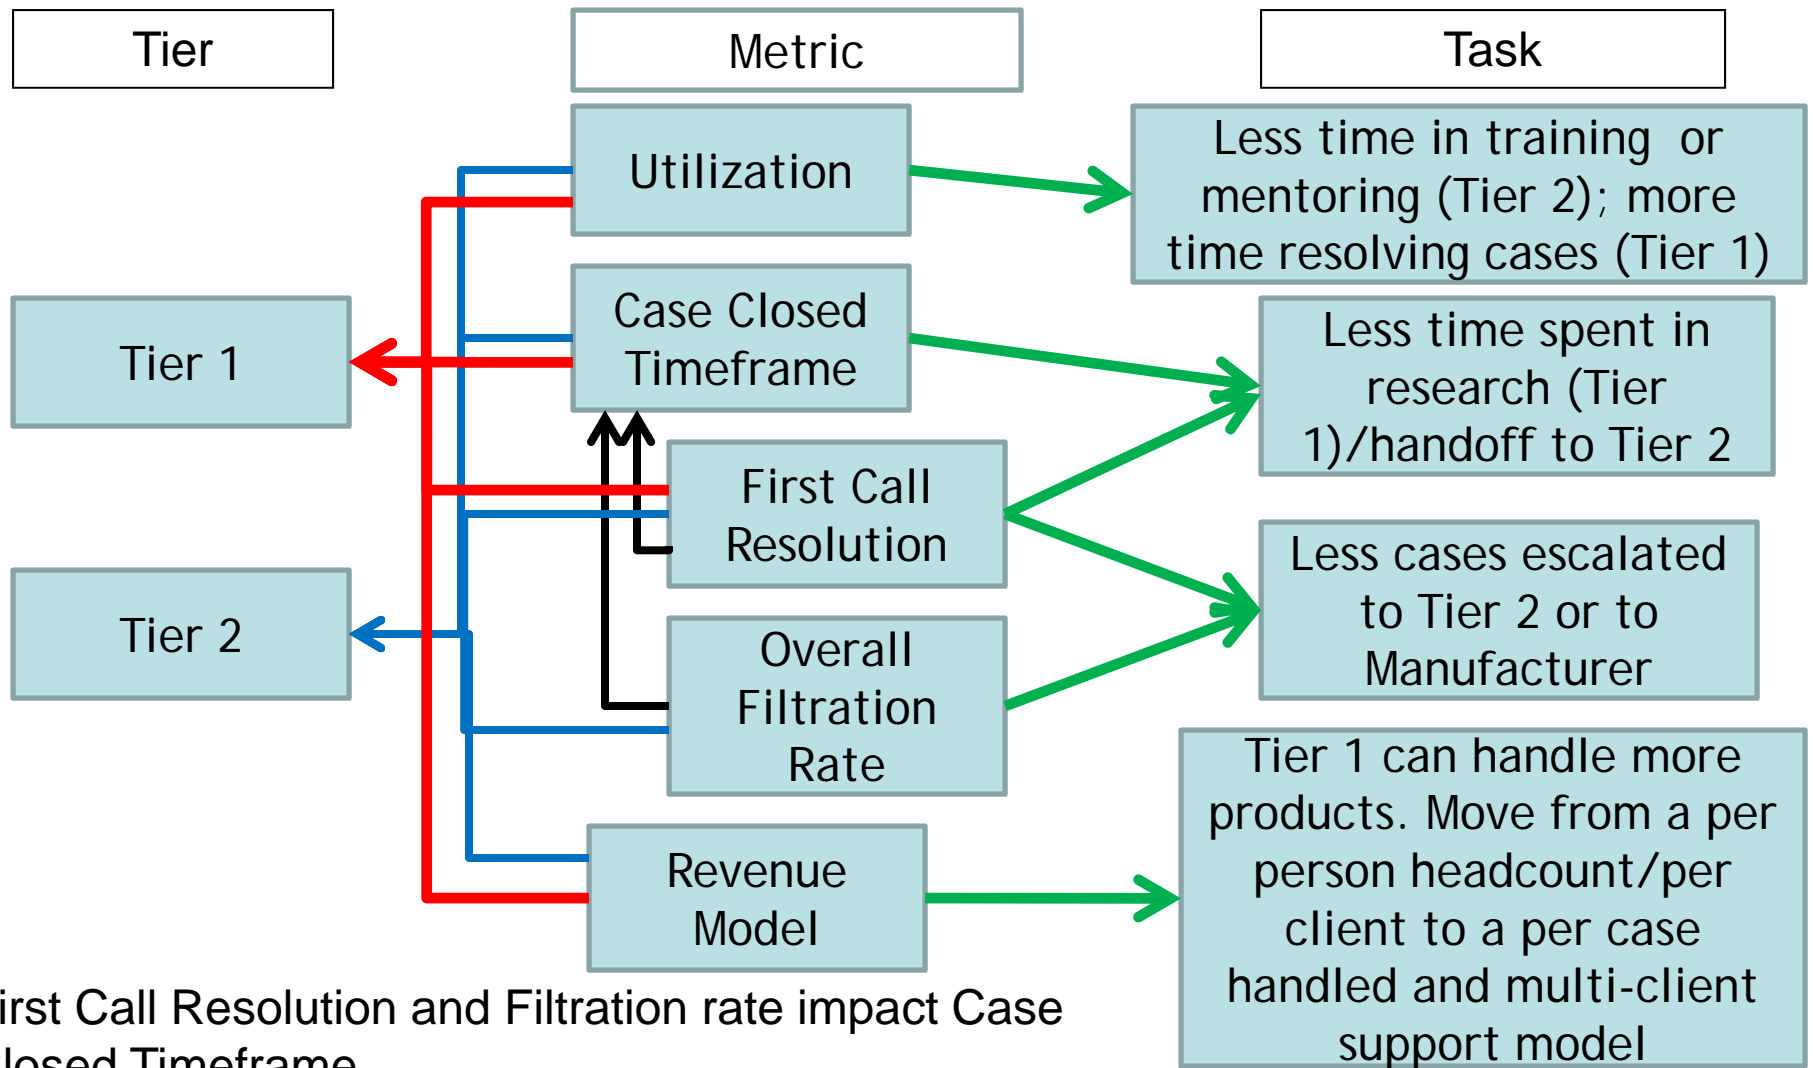 Tier
Metric
Task
Utilization
Less time in training or
mentoring (Tier 2); more
time resolving cases (Tier 1)
Tier 1
Case Closed
Timeframe
Less time spent in
research (Tier
1)/handoff to Tier 2
First Call
Resolution
Less cases escalated
to Tier 2 or to
Manufacturer
Tier 2
Overall
Filtration
Rate
Tier 1 can handle more
products. Move from a per
person headcount/per
client to a per case
handled and multi-client
support model
Revenue
Model
irst Call Resolution and Filtration rate impact Case
losed Timeframe